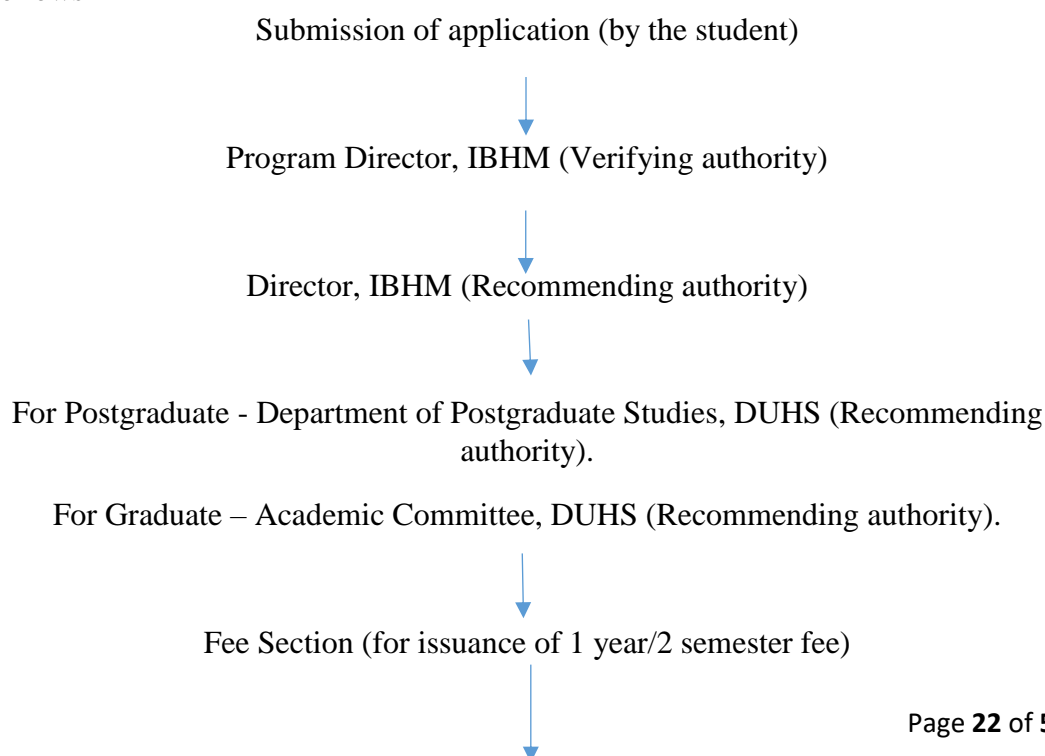 Submission of application (by the student)
Program Director, IBHM (Verifying authority)
Director, IBHM (Recommending authority)
For Postgraduate - Department of Postgraduate Studies, DUHS (Recommending
authority).
For Graduate – Academic Committee, DUHS (Recommending authority).
Fee Section (for issuance of 1 year/2 semester fee)
Page 22 of 5